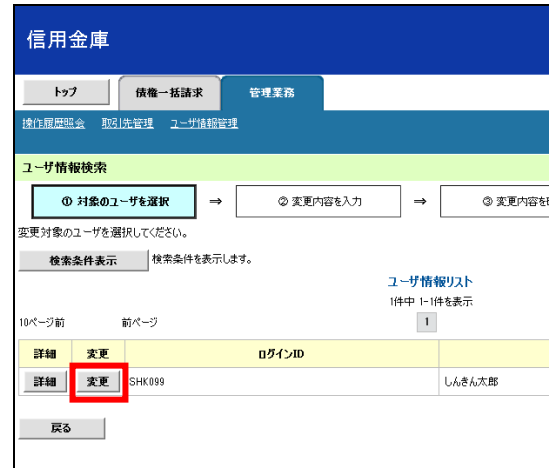 信用金庫
トップ 債権一括請求 管理業務
操作履歴照会 取引先管理 ユーザ情報管理
ユーザ情報検索
① 対象のユーザを選択 ⇒ ② 変更内容を入力 ⇒ ③ 変更内容を
変更対象のユーザを選択してください。
検索条件表示 検索条件を表示します。
ユーザ情報リスト
1件中 1-1件を表示
10ページ前 前ページ 1
詳細 変更 ログインID
詳細 変更 SHK099 しんきん太郎
戻る